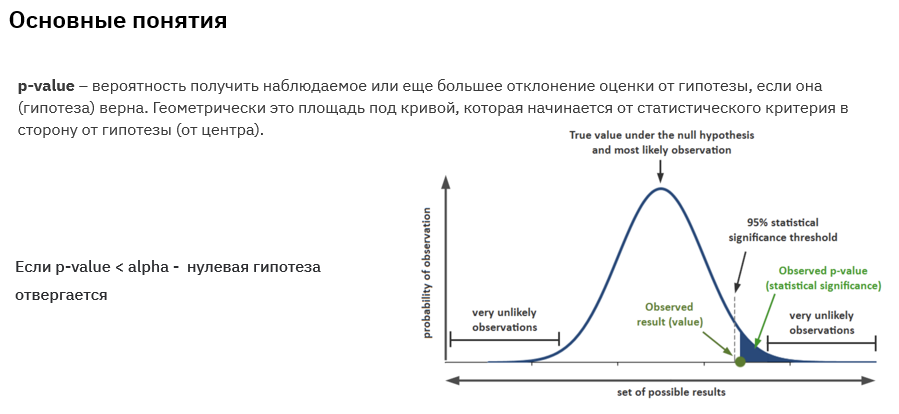 Основные понятия
p-value – вероятность получить наблюдаемое или еще большее отклонение оценки от гипотезы, если она
(гипотеза) верна. Геометрически это площадь под кривой, которая начинается от статистического критерия в
сторону от гипотезы (от центра).
True value under the null hypothesis
and most likely observation
95% statistical
significance threshold
Если p-value < alpha - нулевая гипотеза
отвергается
probability of observation
Observed p-value
(statistical significance)
Observed
result (value)
very unlikely
observations
very unlikely
observations
set of possible results